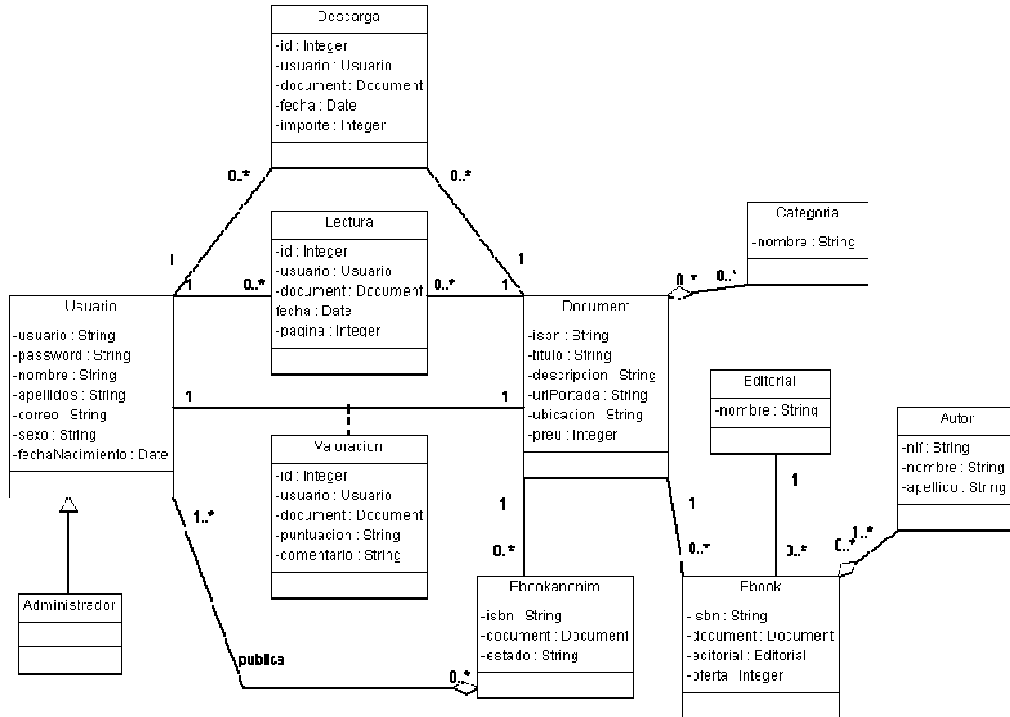 Descarga
-id : Integer
-usuario : Usuario
-document : Document
-fecha : Date
-importe : Integer
0..*
0..*
1
1
Lectura
-id : Integer
-usuario : Usuario
-document : Document
fecha : Date
-pagina : Integer
1
0..*
0..*
1
Categoria
-nombre : String
0..*
0..*
Usuario
-usuario : String
-password : String
-nombre : String
-apellidos : String
-correo : String
-sexo : String
-fechaNacimiento : Date
Document
-isbn : String
-titulo : String
-descripcion : String
-urlPortada : String
-ubicacion : String
-preu : Integer
1
1
Valoracion
-id : Integer
-usuario : Usuario
-document : Document
-puntuacion : String
-comentario : String
Editorial
-nombre : String
1
0..*
Autor
-nif : String
-nombre : String
-apellido : String
1..*
0..*
1
0..*
1
0..*
1..*
Administrador
Ebookanonim
-isbn : String
-document : Document
-estado : String
Ebook
-isbn : String
-document : Document
-editorial : Editorial
-oferta : Integer
publica
0..*